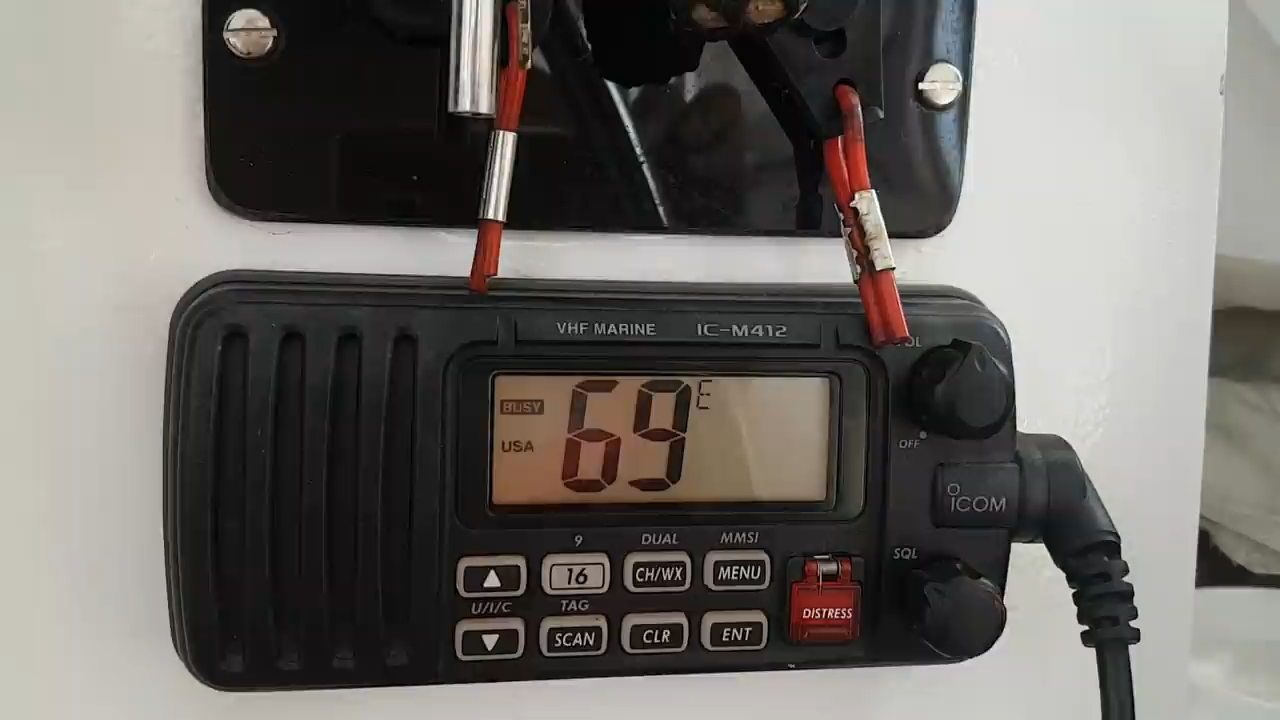 VHF MARINE IC-M412
VOL
BUSY 69 E
USA
OFF
ICOM
9 DUAL MMSI
▲ 16 CH/WX MENU
SQL
U/I/C TAG
DISTRESS
▼ SCAN CLR ENT